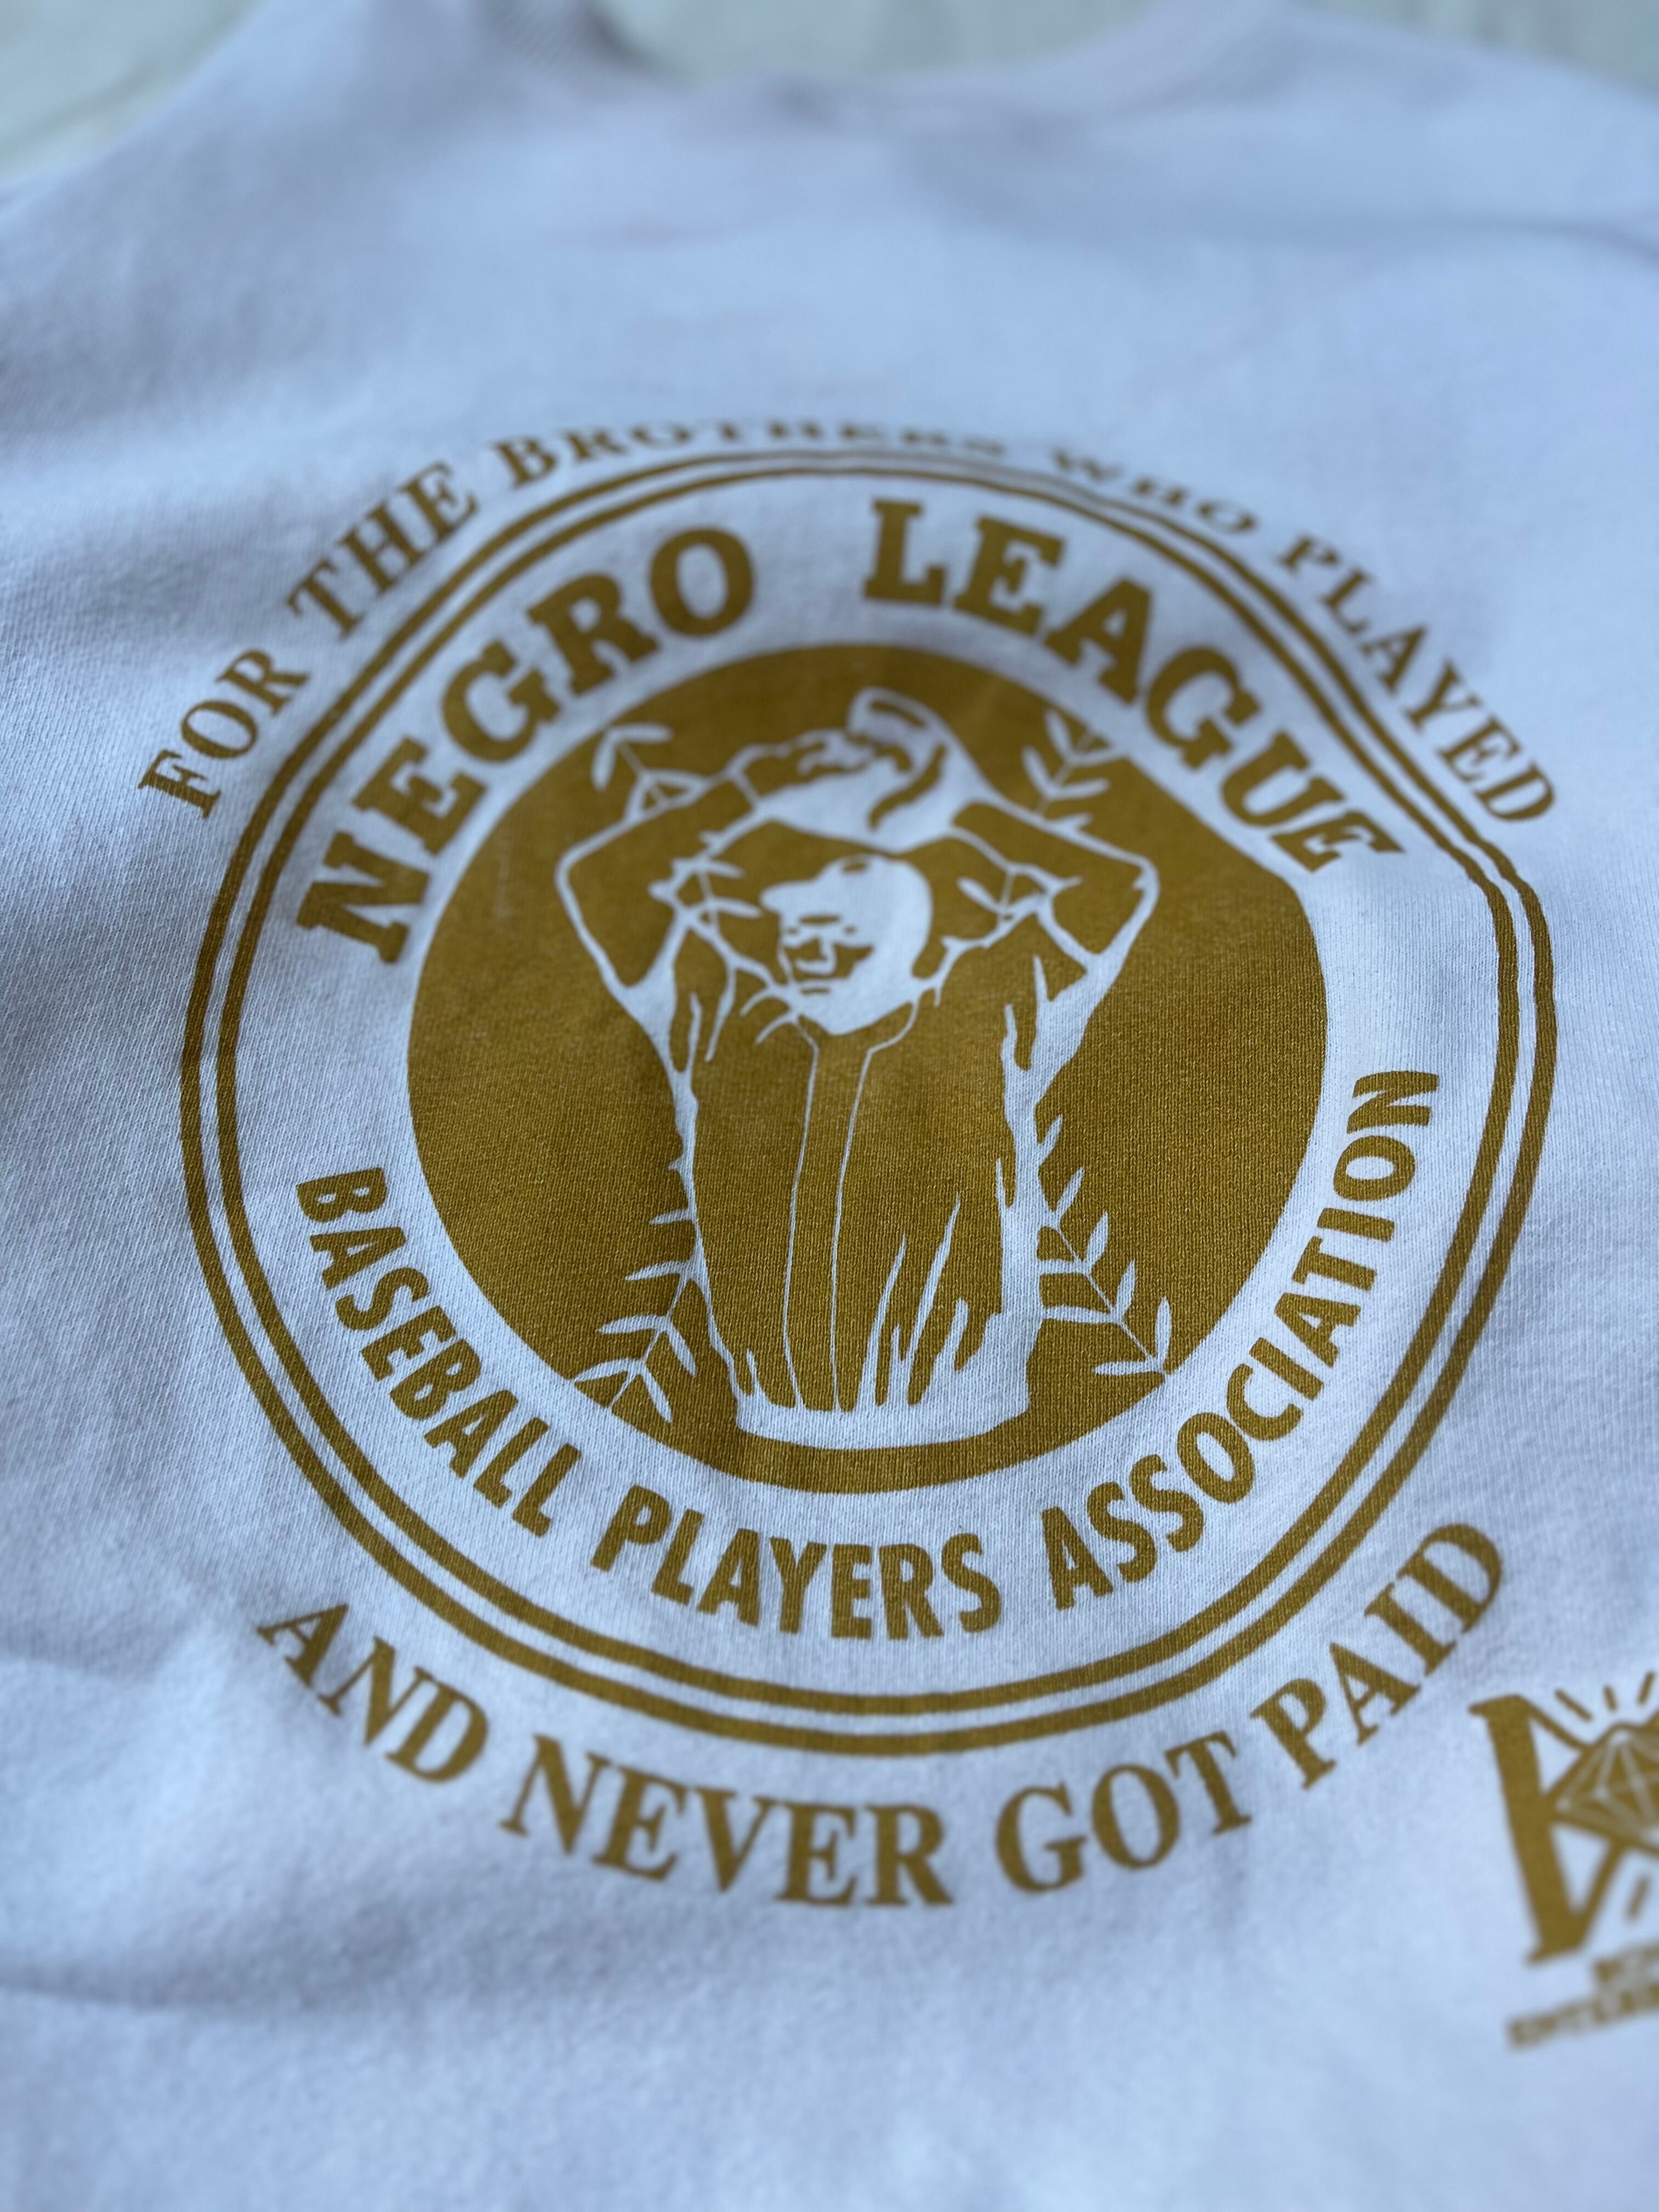 FOR THE BROTHERS WHO PLAYED
NEGRO LEAGUE
BASEBALL PLAYERS ASSOCIATION
AND NEVER GOT PAID